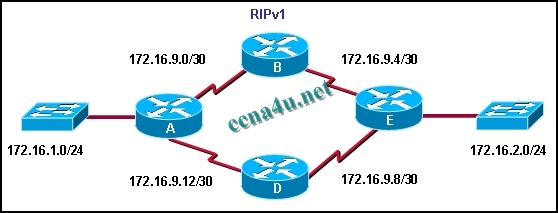 RIPv1
172.16.9.0/30
B
172.16.9.4/30
ccna4u.net
A
E
172.16.1.0/24
172.16.2.0/24
172.16.9.12/30
D
172.16.9.8/30